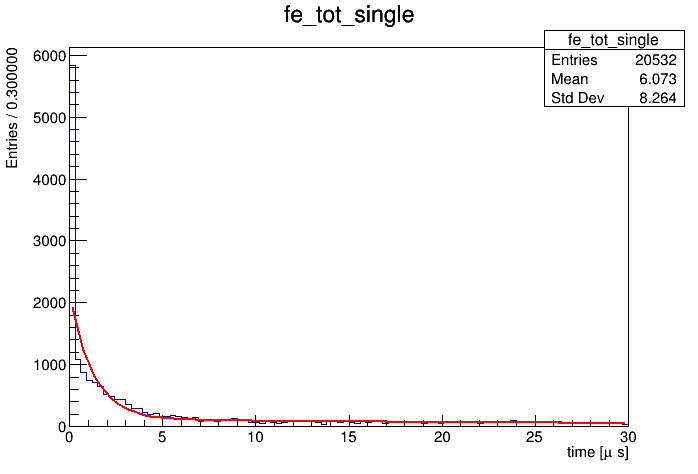 fe_tot_single
fe_tot_single
Entries 20532
Mean 6.073
Std Dev 8.264
Entries / 0.300000
6000
5000
4000
3000
2000
1000
0
0 5 10 15 20 25 30
time [μ s]